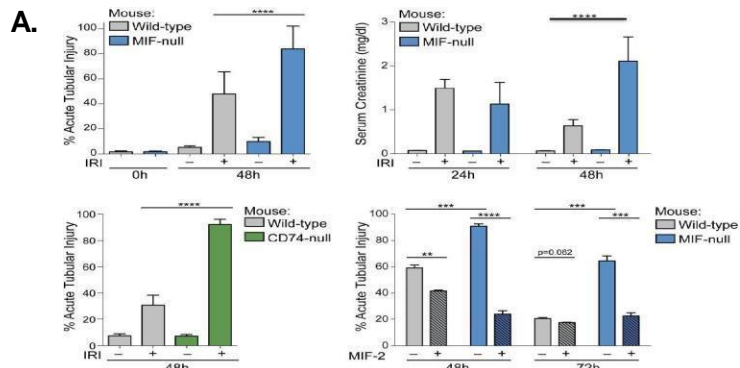 A.
Mouse:
Wild-type
MIF-null
****
% Acute Tubular Injury
100
80
60
40
20
0
IRI
– + – +
0h 48h
Mouse:
Wild-type
MIF-null
****
Serum Creatinine (mg/dl)
3
2
1
0
IRI
– + – + – + – +
24h 48h
Mouse:
Wild-type
CD74-null
****
% Acute Tubular Injury
100
80
60
40
20
0
IRI
– + – +
48h
Mouse:
Wild-type
MIF-null
*** ***
** **** p=0.062 ***
% Acute Tubular Injury
100
80
60
40
20
0
MIF-2
– + – + – + – +
48h 72h